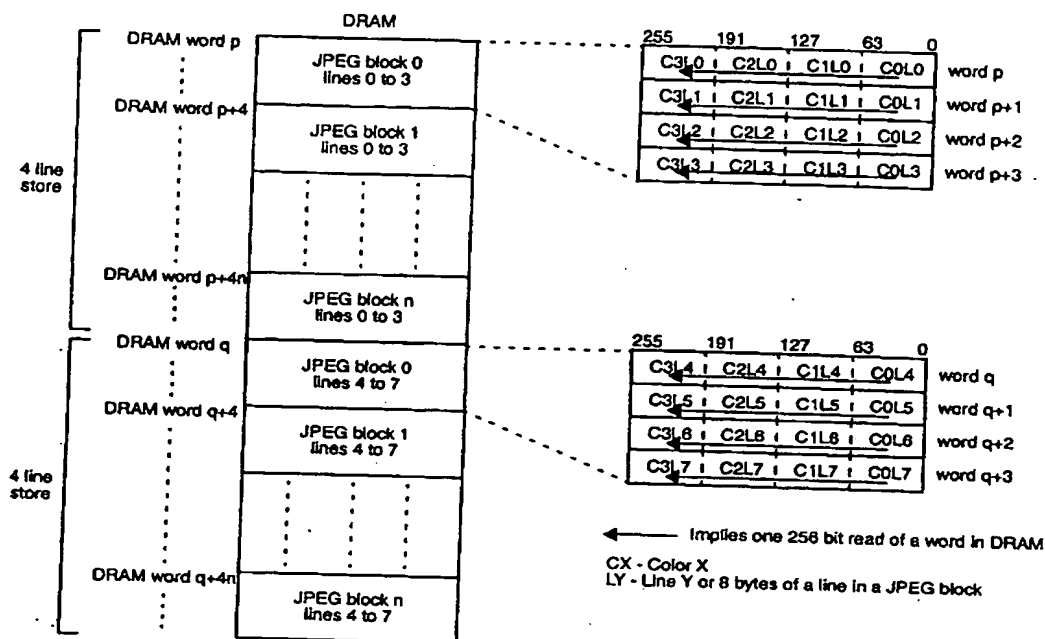 DRAM
DRAM word p
JPEG block 0
lines 0 to 3
DRAM word p+4
JPEG block 1
lines 0 to 3
4 line
store
DRAM word p+4n
JPEG block n
lines 0 to 3
DRAM word q
JPEG block 0
lines 4 to 7
DRAM word q+4
JPEG block 1
lines 4 to 7
4 line
store
DRAM word q+4n
JPEG block n
lines 4 to 7
255 191 127 63 0
C3L0 C2L0 C1L0 C0L0 word p
C3L1 C2L1 C1L1 C0L1 word p+1
C3L2 C2L2 C1L2 C0L2 word p+2
C3L3 C2L3 C1L3 C0L3 word p+3
255 191 127 63 0
C3L4 C2L4 C1L4 C0L4 word q
C3L5 C2L5 C1L5 C0L5 word q+1
C3L6 C2L6 C1L6 C0L6 word q+2
C3L7 C2L7 C1L7 C0L7 word q+3
Implies one 256 bit read of a word in DRAM
CX - Color X
LY - Line Y or 8 bytes of a line in a JPEG block